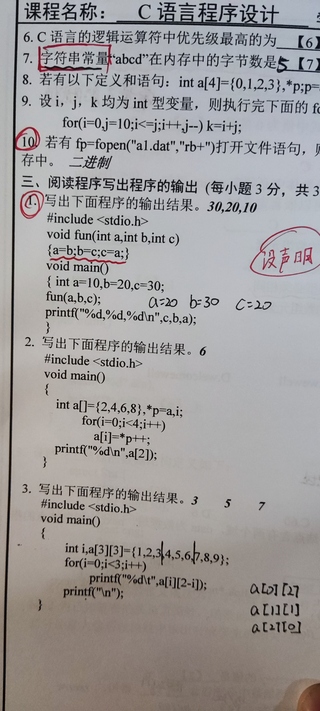 课程名称： C 语言程序设计
6. C 语言的逻辑运算符中优先级最高的为 【6】
7. 字符串常量“abcd”在内存中的字节数是5【7】
8. 若有以下定义和语句：int a[4]={0,1,2,3},*p;p=
9. 设 i，j，k 均为 int 型变量，则执行完下面的 fo
for(i=0,j=10;i<=j;i++,j--) k=i+j;
10. 若有 fp=fopen("a1.dat","rb+")打开文件语句，则
存中。 二进制
三、阅读程序写出程序的输出（每小题 3 分，共 3
1. 写出下面程序的输出结果。30,20,10
#include <stdio.h>
void fun(int a,int b,int c)
{a=b;b=c;c=a;}
没声明
void main()
{ int a=10,b=20,c=30;
fun(a,b,c); a=20 b=30 c=20
printf("%d,%d,%d\n",c,b,a);
}
2. 写出下面程序的输出结果。6
#include <stdio.h>
void main()
{
int a[]={2,4,6,8},*p=a,i;
for(i=0;i<4;i++)
a[i]=*p++;
printf("%d\n",a[2]);
}
3. 写出下面程序的输出结果。3 5 7
#include <stdio.h>
void main()
{
int i,a[3][3]={1,2,3,4,5,6,7,8,9};
for(i=0;i<3;i++)
printf("%d\t",a[i][2-i]);
printf("\n");
}
a[0][2]
a[1][1]
a[2][0]